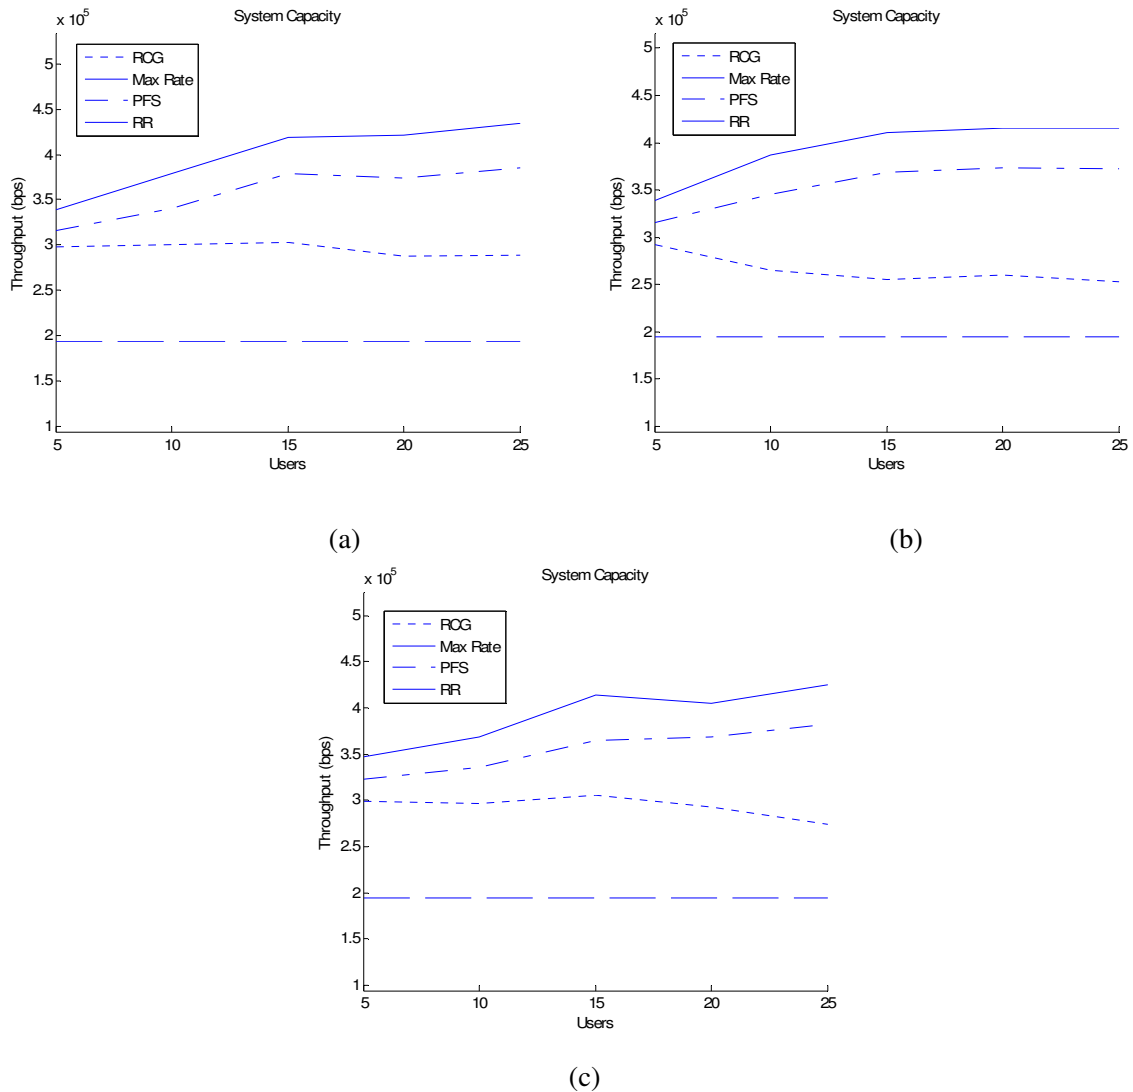 System Capacity
x 10^5
RCG
Max Rate
PFS
RR
Throughput (bps)
5
4.5
4
3.5
3
2.5
2
1.5
1
5 10 15 20 25
Users
(a)
System Capacity
x 10^5
RCG
Max Rate
PFS
RR
Throughput (bps)
5
4.5
4
3.5
3
2.5
2
1.5
1
5 10 15 20 25
Users
(b)
System Capacity
x 10^5
RCG
Max Rate
PFS
RR
Throughput (bps)
5
4.5
4
3.5
3
2.5
2
1.5
1
5 10 15 20 25
Users
(c)